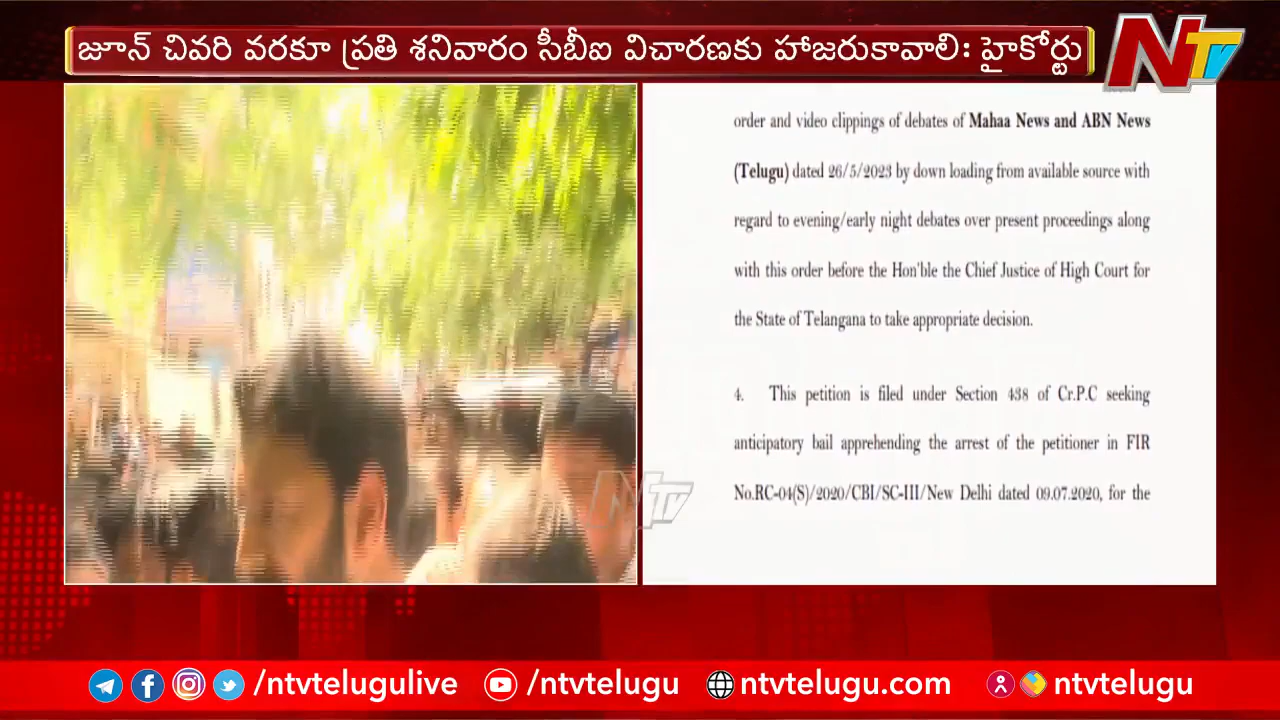 జూన్ చివరి వరకూ ప్రతి శనివారం సీబీఐ విచారణకు హాజరుకావాలి: హైకోర్టు
NTV
order and video clippings of debates of Mahaa News and ABN News
(Telugu) dated 26/5/2023 by down loading from available source with
regard to evening/early night debates over present proceedings along
with this order before the Hon'ble the Chief Justice of High Court for
the State of Telangana to take appropriate decision.
4. This petition is filed under Section 438 of Cr.P.C seeking
anticipatory bail apprehending the arrest of the petitioner in FIR
No.RC-04(S)/2020/CBI/SC-III/New Delhi dated 09.07.2020, for the
NTV
/ntvtelugulive /ntvtelugu ntvtelugu.com ntvtelugu